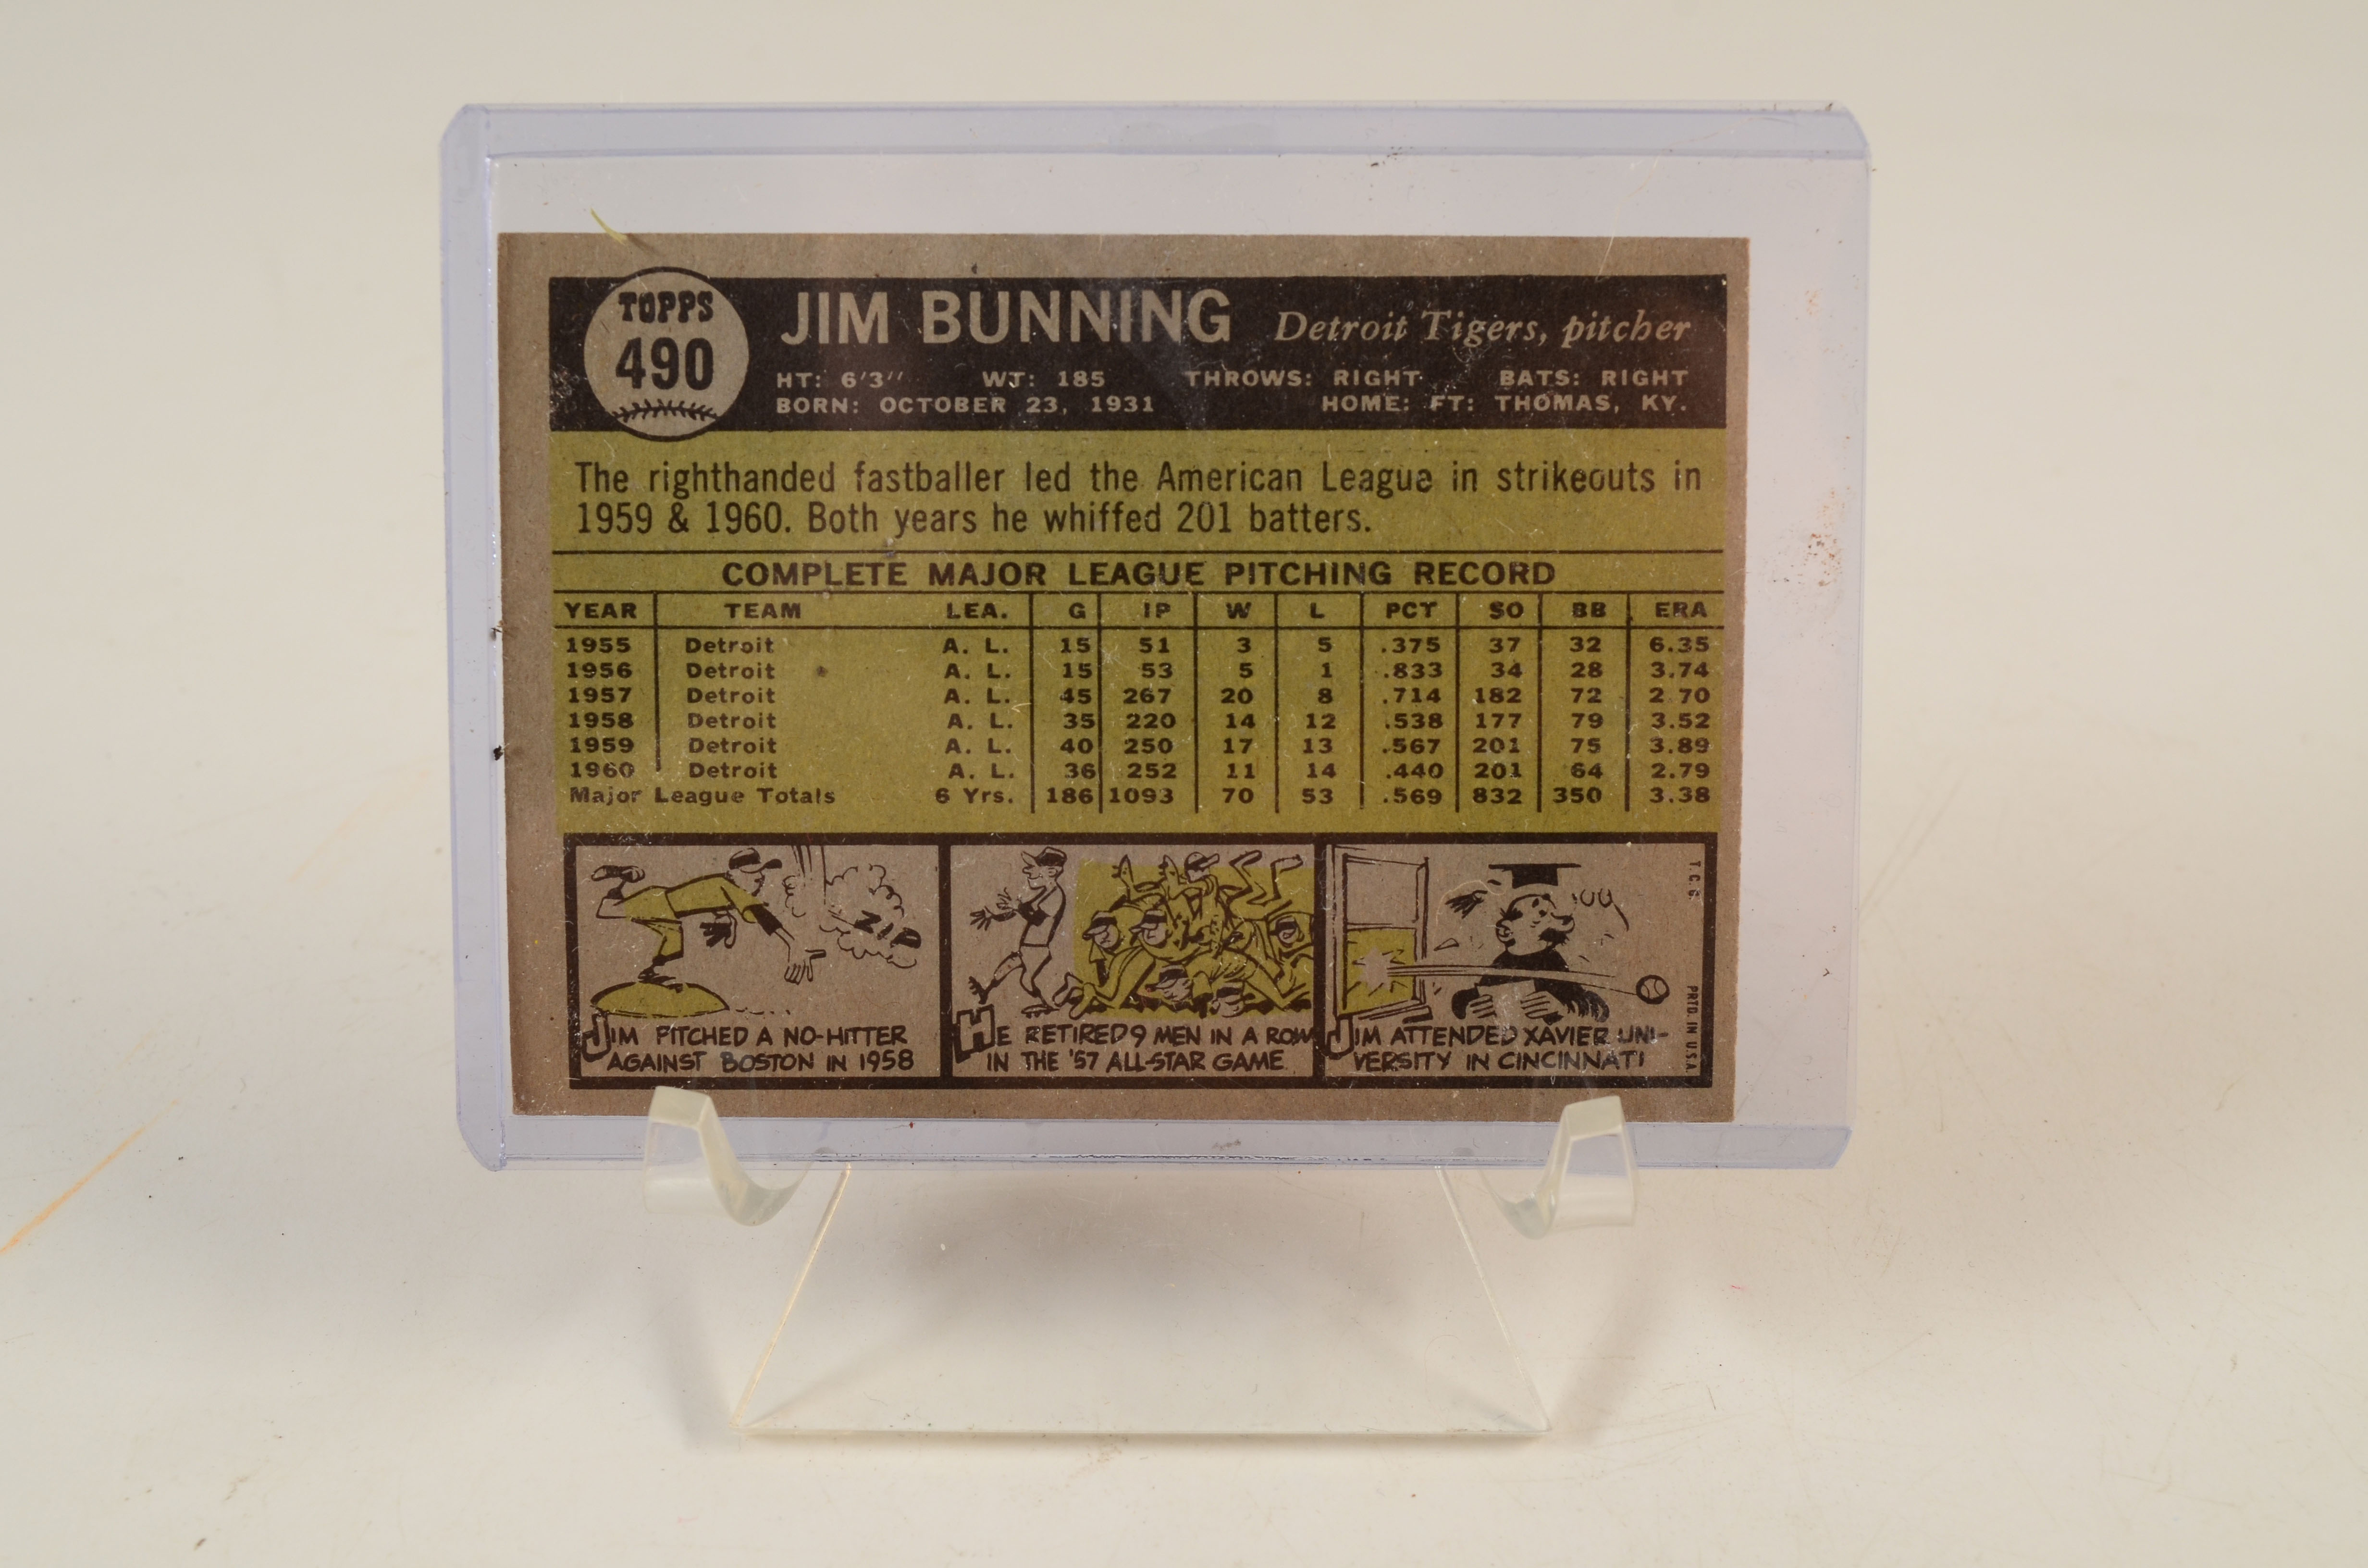 TOPPS
490
JIM BUNNING Detroit Tigers, pitcher
HT: 6'3" WT: 185 THROWS: RIGHT BATS: RIGHT
BORN: OCTOBER 23, 1931 HOME: FT: THOMAS, KY.
The righthanded fastballer led the American League in strikeouts in
1959 & 1960. Both years he whiffed 201 batters.
COMPLETE MAJOR LEAGUE PITCHING RECORD
YEAR TEAM LEA. G IP W L PCT SO BB ERA
1955 Detroit A. L. 15 51 3 5 .375 37 32 6.35
1956 Detroit A. L. 15 53 5 1 .833 34 28 3.74
1957 Detroit A. L. 45 267 20 8 .714 182 72 2.70
1958 Detroit A. L. 35 220 14 12 .538 177 79 3.52
1959 Detroit A. L. 40 250 17 13 .567 201 75 3.89
1960 Detroit A. L. 36 252 11 14 .440 201 64 2.79
Major League Totals 6 Yrs. 186 1093 70 53 .569 832 350 3.38
ZIP
JIM PITCHED A NO-HITTER
AGAINST BOSTON IN 1958
HE RETIRED 9 MEN IN A ROW
IN THE '57 ALL-STAR GAME
JIM ATTENDED XAVIER UNI-
VERSITY IN CINCINNATI
T.C.G.
PRTD. IN U.S.A.